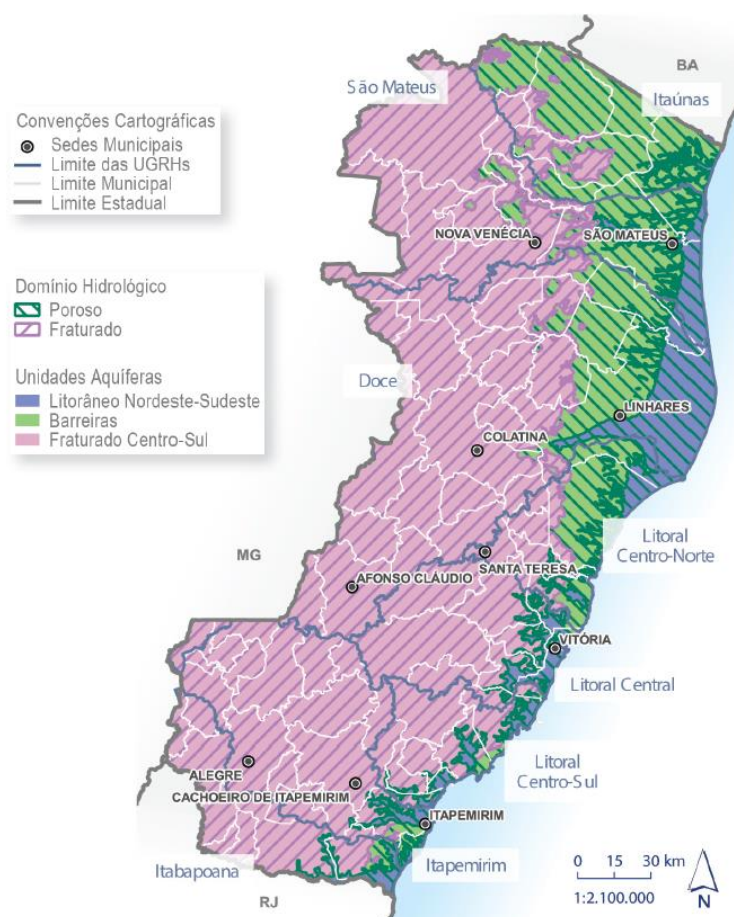 BA
São Mateus
Itaúnas
Convenções Cartográficas
Sedes Municipais
Limite das UGRHs
Limite Municipal
Limite Estadual
NOVA VENÉCIA
SÃO MATEUS
Domínio Hidrológico
Poroso
Fraturado
Unidades Aquíferas
Litorâneo Nordeste-Sudeste
Barreiras
Fraturado Centro-Sul
Doce
LINHARES
COLATINA
Litoral
Centro-Norte
MG
SANTA TERESA
AFONSO CLÁUDIO
VITÓRIA
Litoral Central
Litoral
Centro-Sul
ALEGRE
CACHOEIRO DE ITAPEMIRIM
ITAPEMIRIM
Itabapoana
Itapemirim
RJ
0 15 30 km
1:2.100.000
N